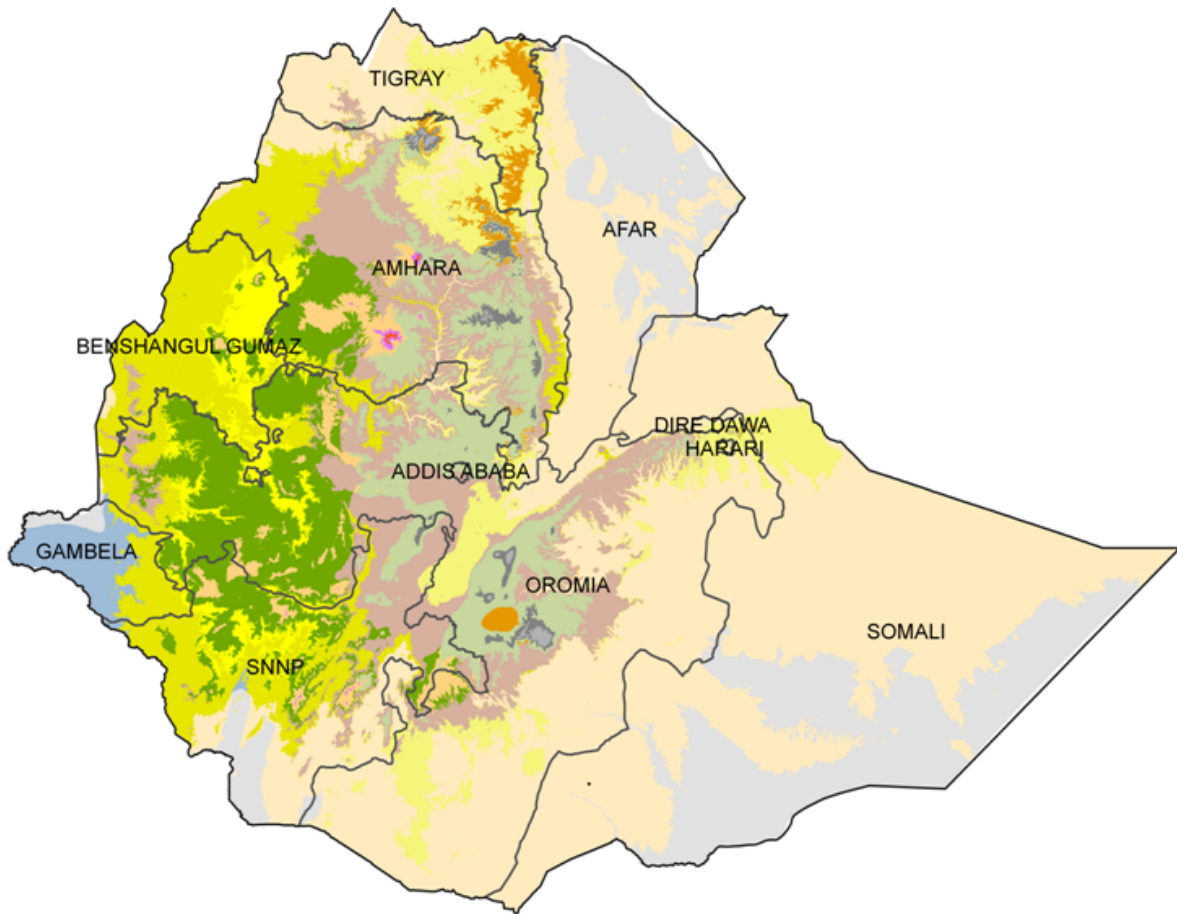 TIGRAY
AFAR
AMHARA
BENSHANGUL GUMAZ
DIRE DAWA
HARARI
ADDIS ABABA
GAMBELA
OROMIA
SOMALI
SNNP